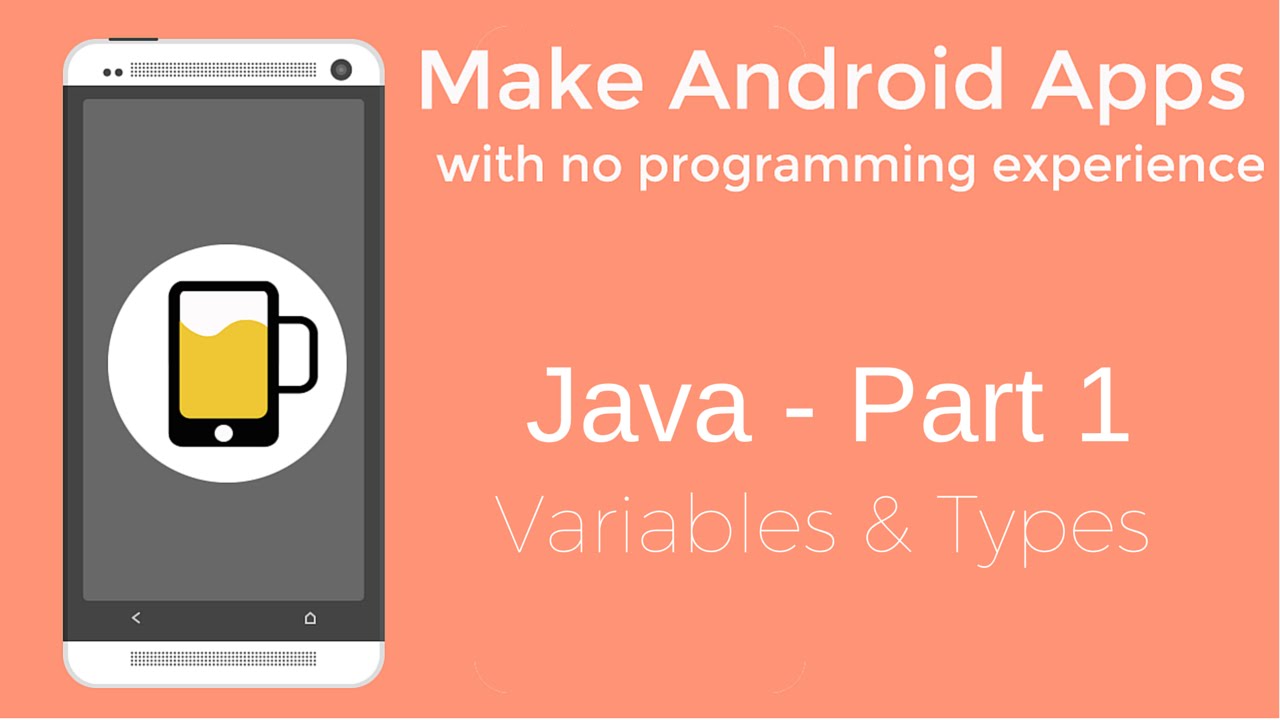 Make Android Apps
with no programming experience
Java - Part 1
Variables & Types